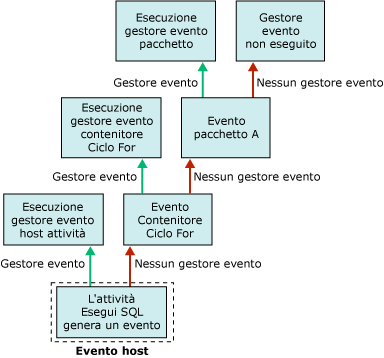 Esecuzione
gestore evento
pacchetto
Gestore
evento
non eseguito
Gestore evento
Nessun gestore evento
Esecuzione
gestore evento
contenitore
Ciclo For
Evento
pacchetto A
Gestore evento
Nessun gestore evento
Esecuzione
gestore evento
host attività
Evento
Contenitore
Ciclo For
Gestore evento
Nessun gestore evento
L'attività
Esegui SQL
genera un evento
Evento host